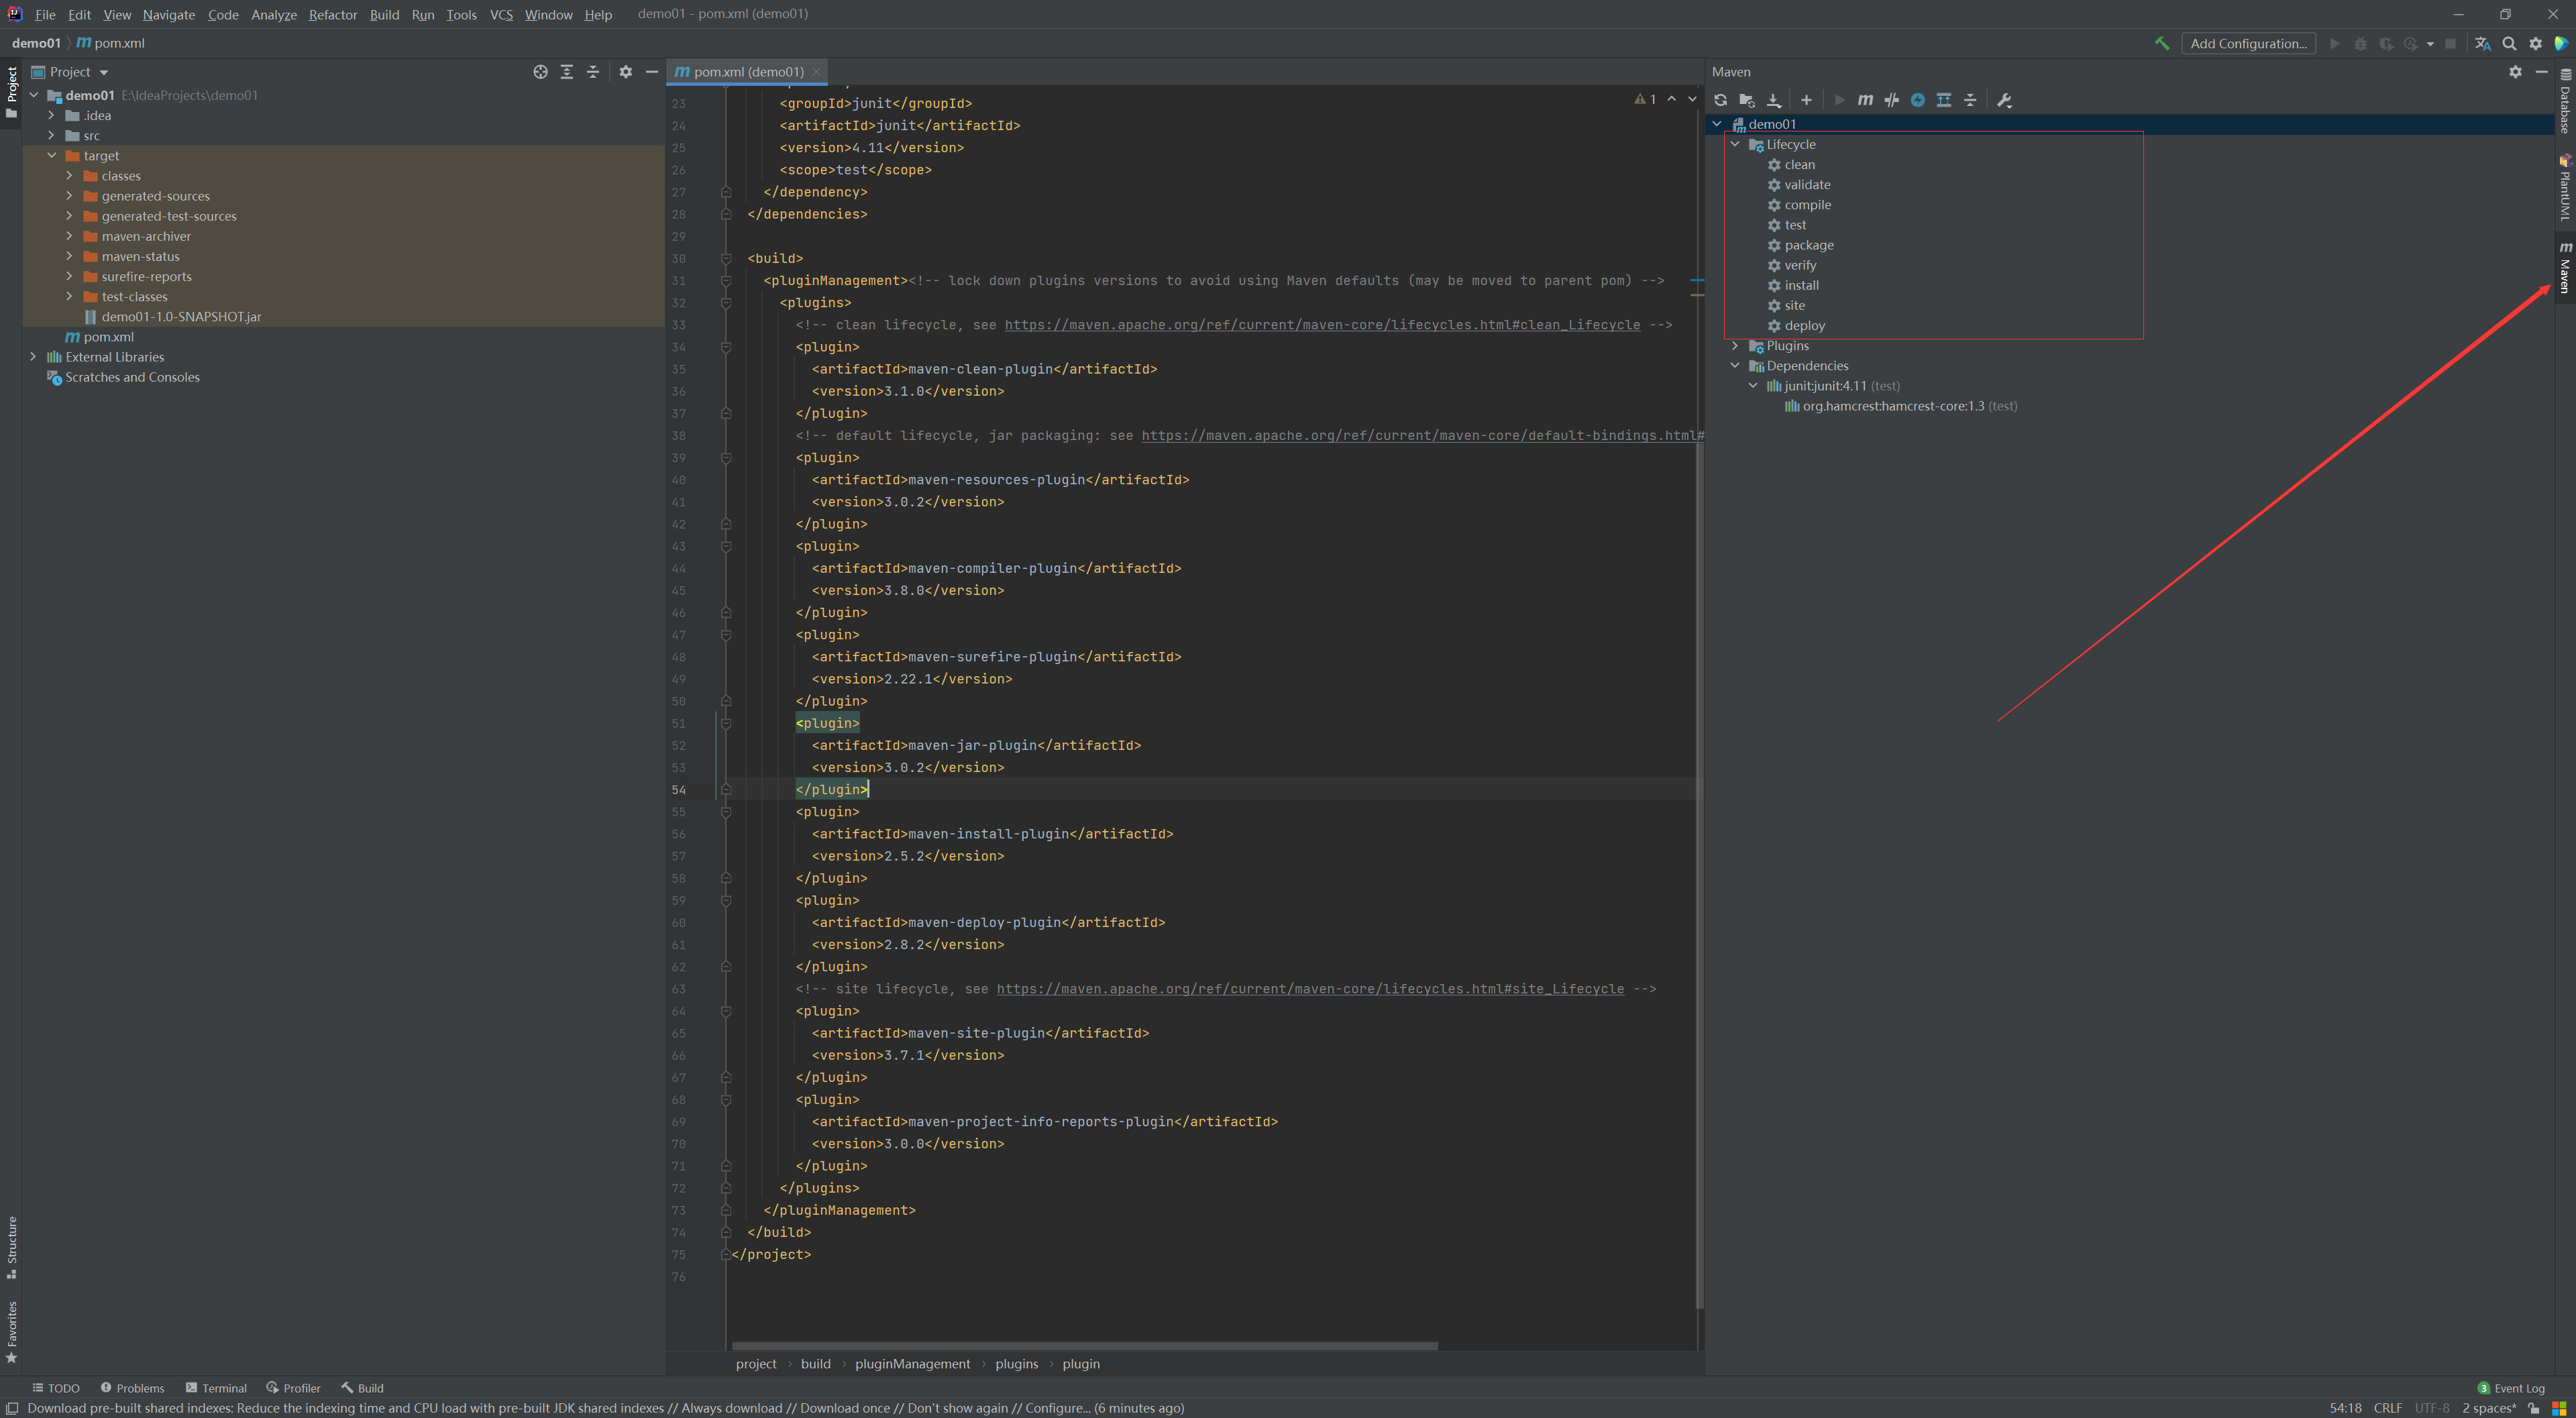 File Edit View Navigate Code Analyze Refactor Build Run Tools VCS Window Help demo01 - pom.xml (demo01)
demo01 pom.xml
Add Configuration...
Project
Project
demo01 E:\IdeaProjects\demo01
.idea
src
target
classes
generated-sources
generated-test-sources
maven-archiver
maven-status
surefire-reports
test-classes
demo01-1.0-SNAPSHOT.jar
pom.xml
External Libraries
Scratches and Consoles
Structure
Favorites
pom.xml (demo01)
1
23 <groupId>junit</groupId>
24 <artifactId>junit</artifactId>
25 <version>4.11</version>
26 <scope>test</scope>
27 </dependency>
28 </dependencies>
29
30 <build>
31 <pluginManagement><!-- lock down plugins versions to avoid using Maven defaults (may be moved to parent pom) -->
32 <plugins>
33 <!-- clean lifecycle, see https://maven.apache.org/ref/current/maven-core/lifecycles.html#clean_Lifecycle -->
34 <plugin>
35 <artifactId>maven-clean-plugin</artifactId>
36 <version>3.1.0</version>
37 </plugin>
38 <!-- default lifecycle, jar packaging: see https://maven.apache.org/ref/current/maven-core/default-bindings.html#
39 <plugin>
40 <artifactId>maven-resources-plugin</artifactId>
41 <version>3.0.2</version>
42 </plugin>
43 <plugin>
44 <artifactId>maven-compiler-plugin</artifactId>
45 <version>3.8.0</version>
46 </plugin>
47 <plugin>
48 <artifactId>maven-surefire-plugin</artifactId>
49 <version>2.22.1</version>
50 </plugin>
51 <plugin>
52 <artifactId>maven-jar-plugin</artifactId>
53 <version>3.0.2</version>
54 </plugin>
55 <plugin>
56 <artifactId>maven-install-plugin</artifactId>
57 <version>2.5.2</version>
58 </plugin>
59 <plugin>
60 <artifactId>maven-deploy-plugin</artifactId>
61 <version>2.8.2</version>
62 </plugin>
63 <!-- site lifecycle, see https://maven.apache.org/ref/current/maven-core/lifecycles.html#site_Lifecycle -->
64 <plugin>
65 <artifactId>maven-site-plugin</artifactId>
66 <version>3.7.1</version>
67 </plugin>
68 <plugin>
69 <artifactId>maven-project-info-reports-plugin</artifactId>
70 <version>3.0.0</version>
71 </plugin>
72 </plugins>
73 </pluginManagement>
74 </build>
75 </project>
76
project › build › pluginManagement › plugins › plugin
Maven
demo01
Lifecycle
clean
validate
compile
test
package
verify
install
site
deploy
Plugins
Dependencies
junit:junit:4.11 (test)
org.hamcrest:hamcrest-core:1.3 (test)
Database
PlantUML
Maven
TODO Problems Terminal Profiler Build
3 Event Log
Download pre-built shared indexes: Reduce the indexing time and CPU load with pre-built JDK shared indexes // Always download // Download once // Don't show again // Configure... (6 minutes ago)
54:18 CRLF UTF-8 2 spaces*